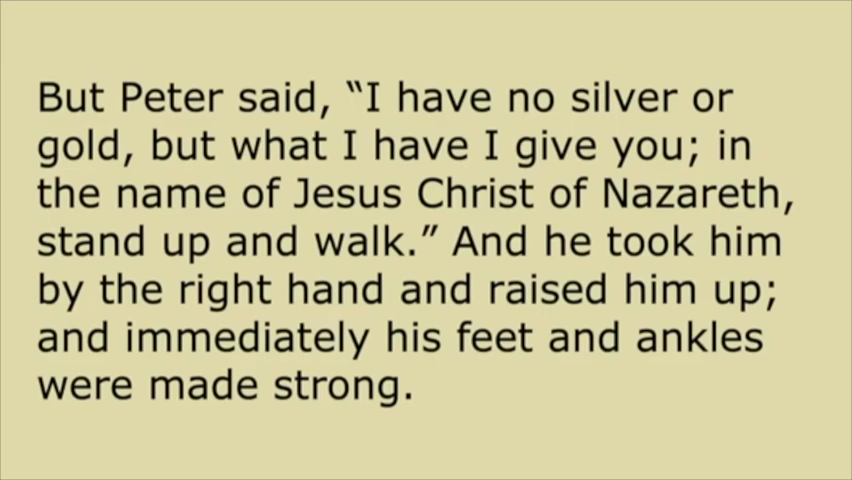 But Peter said, “I have no silver or
gold, but what I have I give you; in
the name of Jesus Christ of Nazareth,
stand up and walk.” And he took him
by the right hand and raised him up;
and immediately his feet and ankles
were made strong.